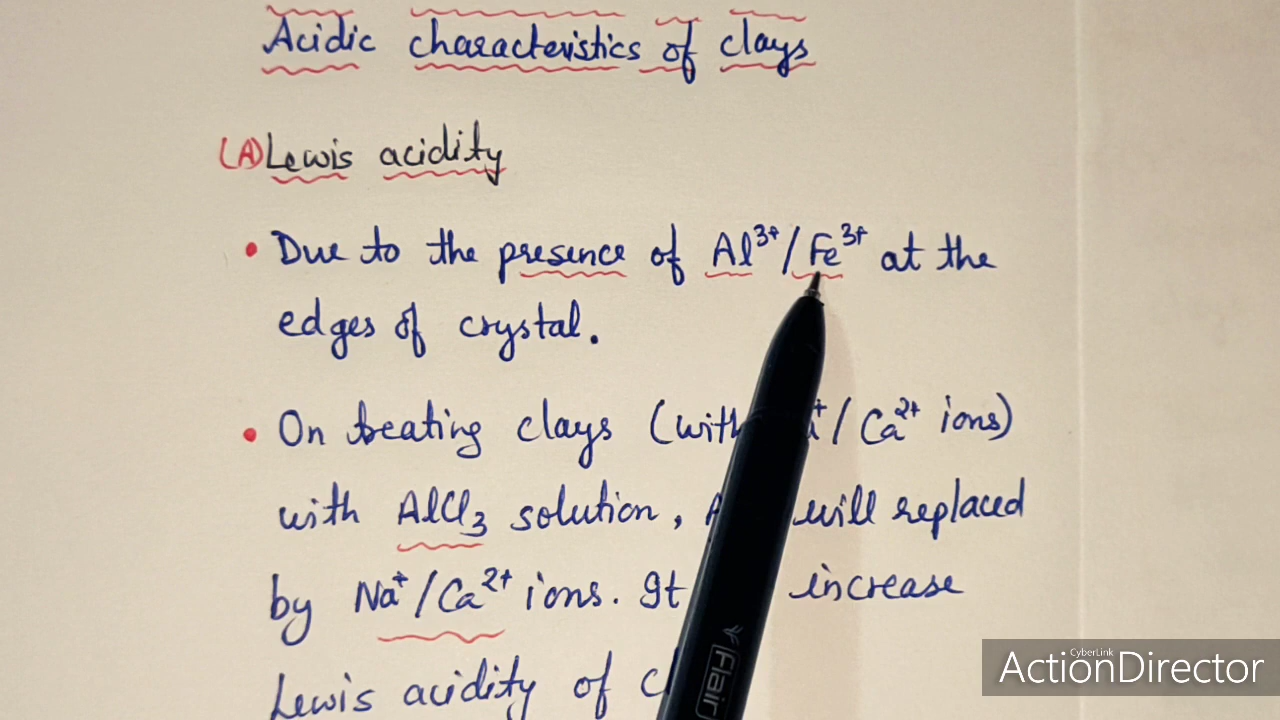 Acidic characteristics of clays
(A) Lewis acidity
• Due to the presence of Al³⁺/Fe³⁺ at the
edges of crystal.
• On treating clays (with /Ca²⁺ ions)
with AlCl₃ solution, will replaced
by Na⁺/Ca²⁺ ions. It increase
Lewis acidity of
Flair
CyberLink
ActionDirector